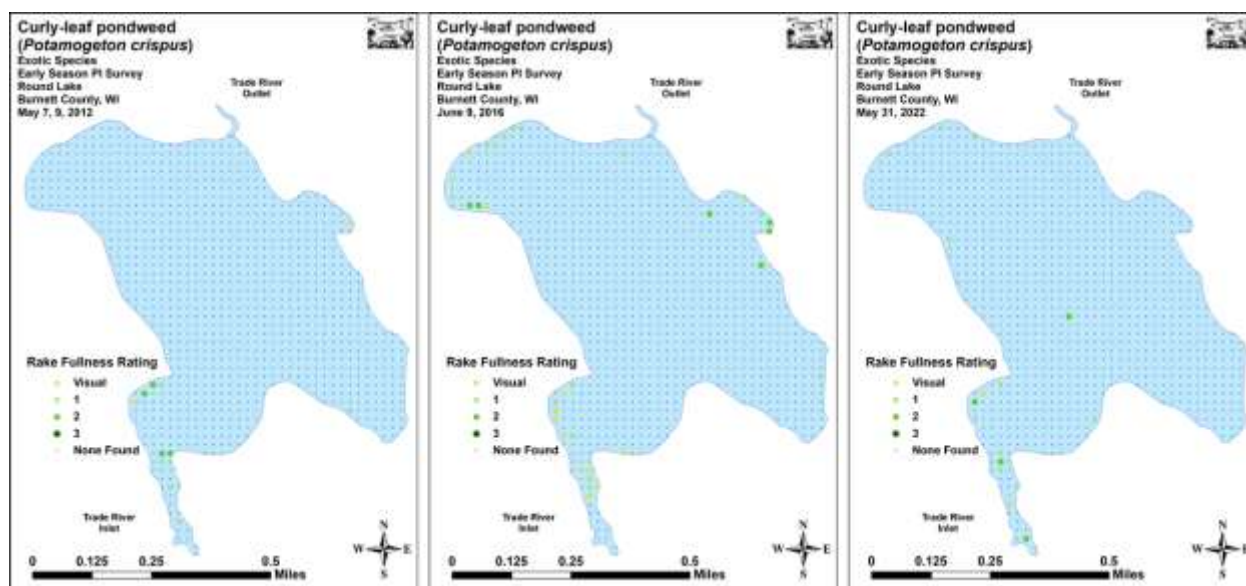 Curly-leaf pondweed
(Potamogeton crispus)
Exotic Species
Early Season PI Survey
Round Lake
Burnett County, WI
May 7, 9, 2012
Trade River
Outlet
Rake Fullness Rating
Visual
1
2
3
None Found
Trade River
Inlet
N
W E
S
0 0.125 0.25 0.5
Miles
Curly-leaf pondweed
(Potamogeton crispus)
Exotic Species
Early Season PI Survey
Round Lake
Burnett County, WI
June 9, 2016
Trade River
Outlet
Rake Fullness Rating
Visual
1
2
3
None Found
Trade River
Inlet
N
W E
S
0 0.125 0.25 0.5
Miles
Curly-leaf pondweed
(Potamogeton crispus)
Exotic Species
Early Season PI Survey
Round Lake
Burnett County, WI
May 31, 2022
Trade River
Outlet
Rake Fullness Rating
Visual
1
2
3
None Found
Trade River
Inlet
N
W E
S
0 0.125 0.25 0.5
Miles